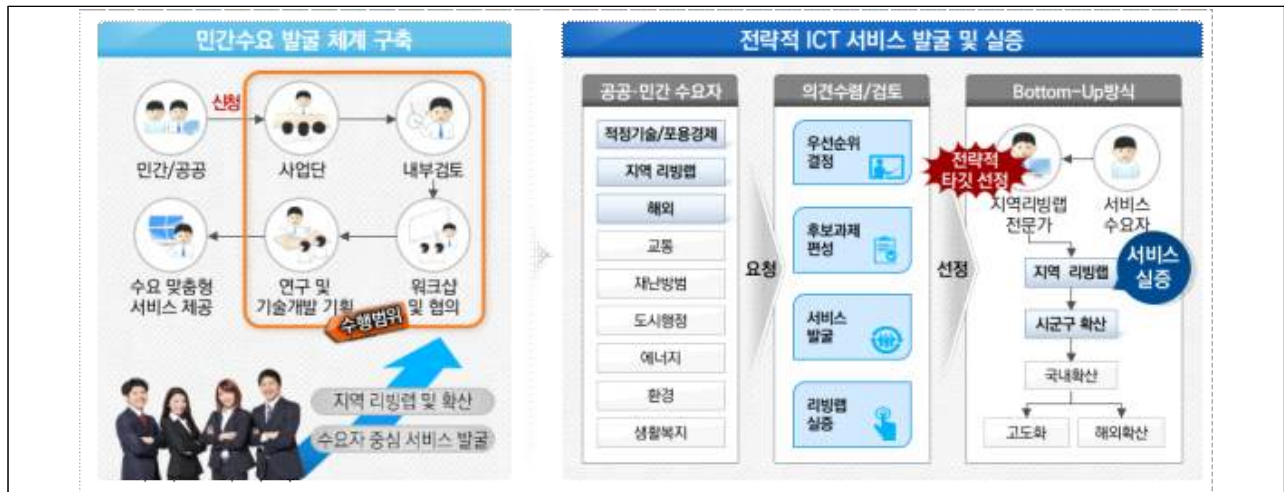 민간수요 발굴 체계 구축
신청
민간/공공
사업단
내부검토
수요 맞춤형
서비스 제공
연구 및
기술개발 기획
워크샵
및 협의
수행범위
지역 리빙랩 및 확산
수요자 중심 서비스 발굴
전략적 ICT 서비스 발굴 및 실증
공공·민간 수요자
적정기술/포용경제
지역 리빙랩
해외
교통
재난방범
도시행정
에너지
환경
생활복지
요청
의견수렴/검토
우선순위
결정
후보과제
편성
서비스
발굴
리빙랩
실증
선정
Bottom-Up방식
전략적
타깃 선정
지역리빙랩
전문가
서비스
수요자
지역 리빙랩
서비스
실증
시군구 확산
국내확산
고도화
해외확산